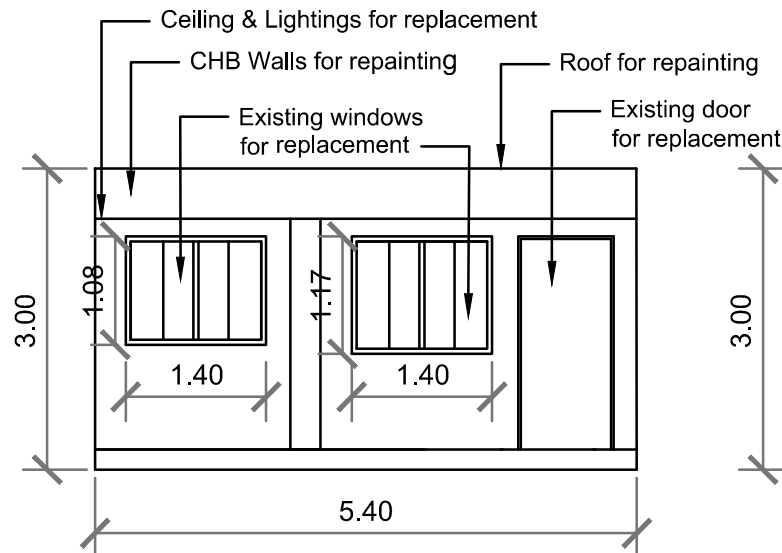 Ceiling & Lightings for replacement
CHB Walls for repainting
Roof for repainting
Existing windows
for replacement
Existing door
for replacement
3.00
1.08
1.40
1.17
1.40
3.00
5.40